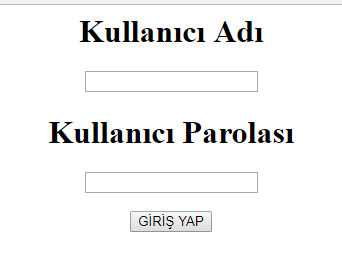 Kullanıcı Adı
Kullanıcı Parolası
GİRİŞ YAP